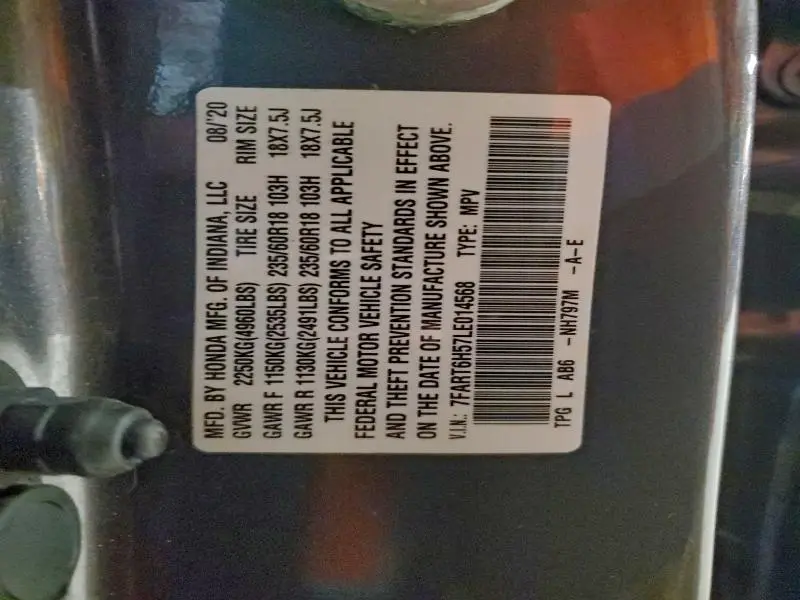 MFD. BY HONDA MFG. OF INDIANA, LLC 08/'20
GVWR 2250KG(4960LBS) TIRE SIZE RIM SIZE
GAWR F 1150KG(2535LBS) 235/60R18 103H 18X7.5J
GAWR R 1130KG(2491LBS) 235/60R18 103H 18X7.5J
THIS VEHICLE CONFORMS TO ALL APPLICABLE
FEDERAL MOTOR VEHICLE SAFETY
AND THEFT PREVENTION STANDARDS IN EFFECT
ON THE DATE OF MANUFACTURE SHOWN ABOVE.
V.I.N.: 7FART6H57LE014568 TYPE: MPV
TPG L AB6 -NH797M -A-E